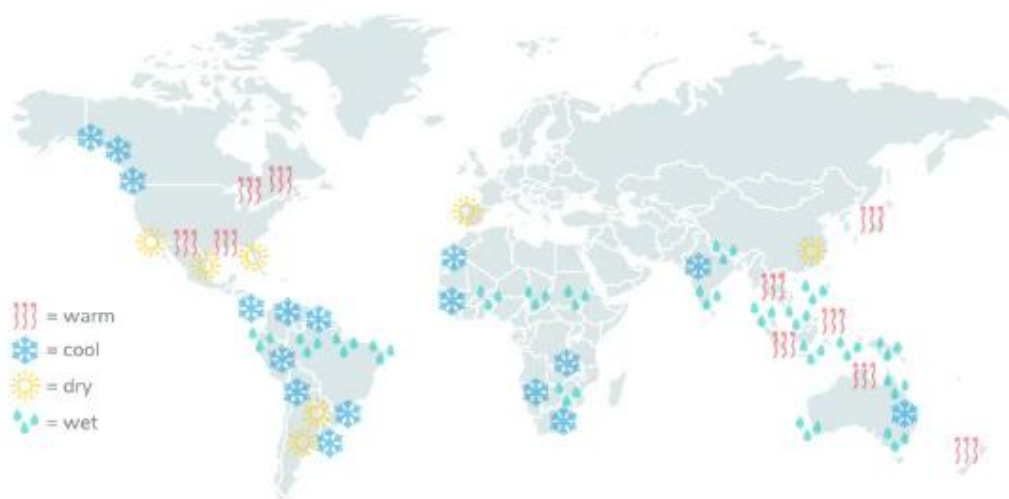 = warm
= cool
= dry
= wet